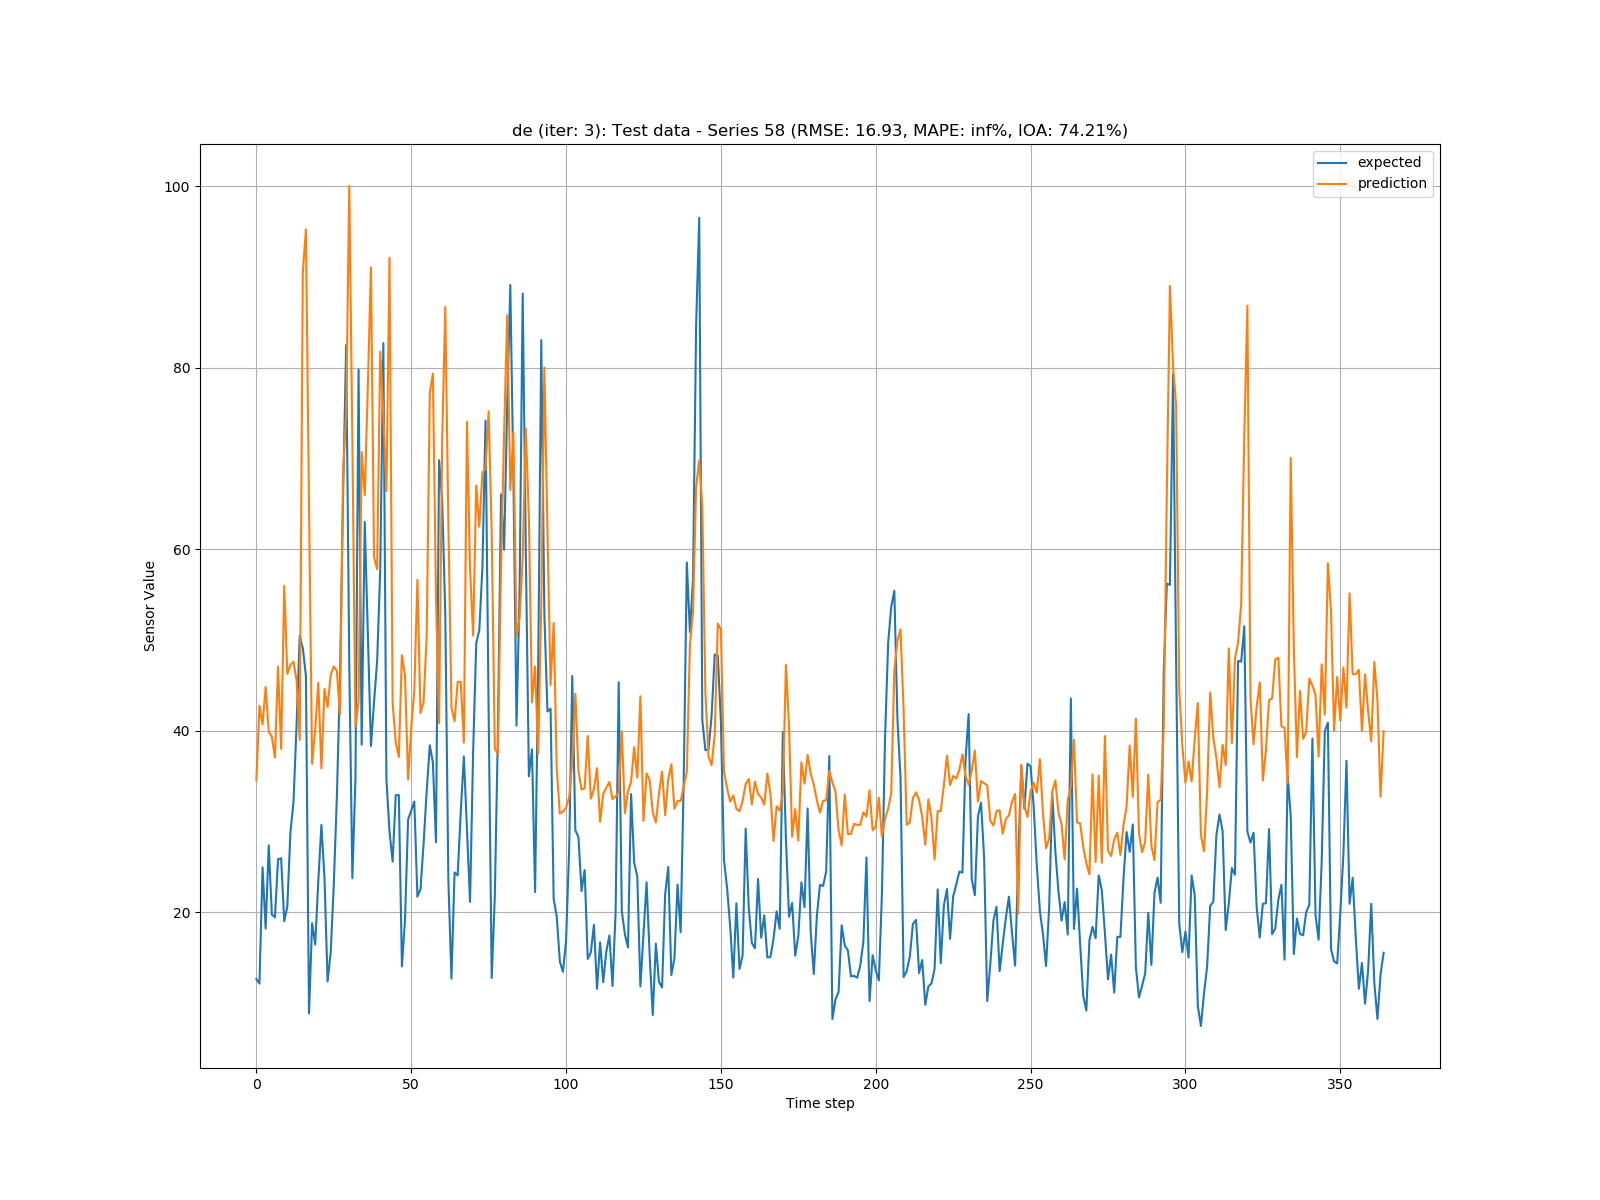 de (iter: 3): Test data - Series 58 (RMSE: 16.93, MAPE: inf%, IOA: 74.21%)
expected
prediction
100
80
60
40
20
Sensor Value
0 50 100 150 200 250 300 350
Time step